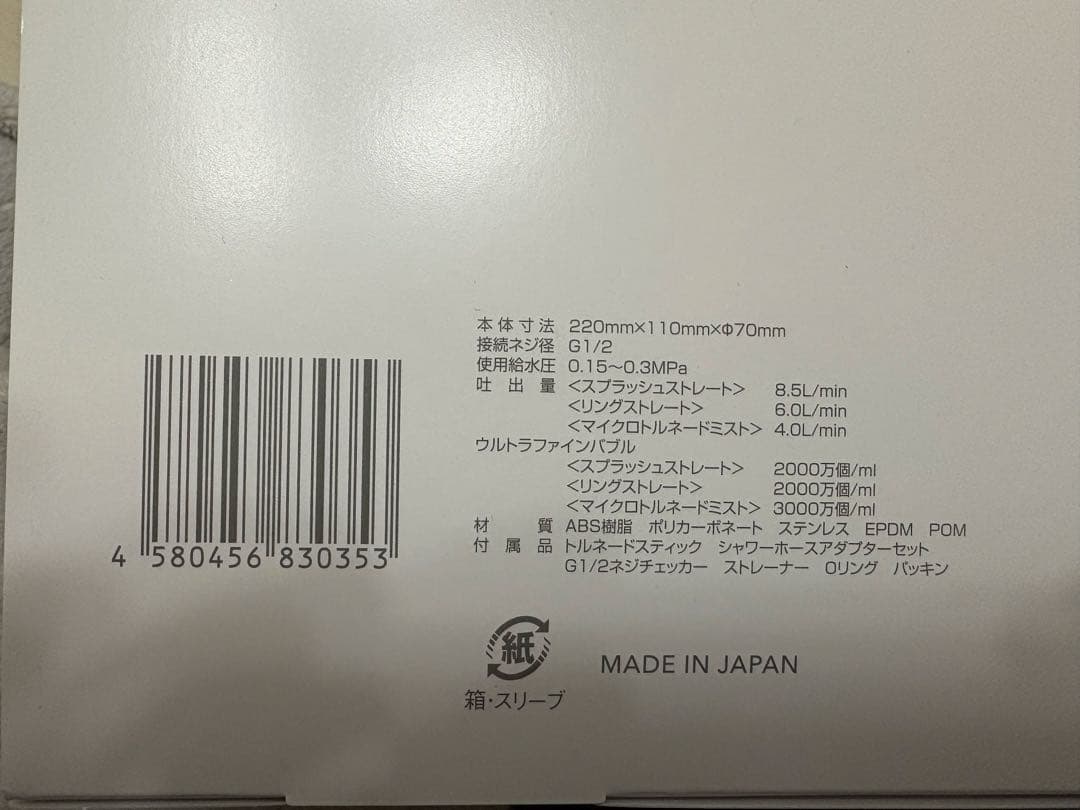 本体寸法 220mm×110mm×Φ70mm
接続ネジ径 G1/2
使用給水圧 0.15～0.3MPa
吐出量 <スプラッシュストレート> 8.5L/min
<リングストレート> 6.0L/min
<マイクロトルネードミスト> 4.0L/min
ウルトラファインバブル
<スプラッシュストレート> 2000万個/ml
<リングストレート> 2000万個/ml
<マイクロトルネードミスト> 3000万個/ml
材質 ABS樹脂 ポリカーボネート ステンレス EPDM POM
付属品 トルネードスティック シャワーホースアダプターセット
G1/2ネジチェッカー ストレーナー Oリング パッキン
4 580456 830353
紙
箱・スリーブ
MADE IN JAPAN